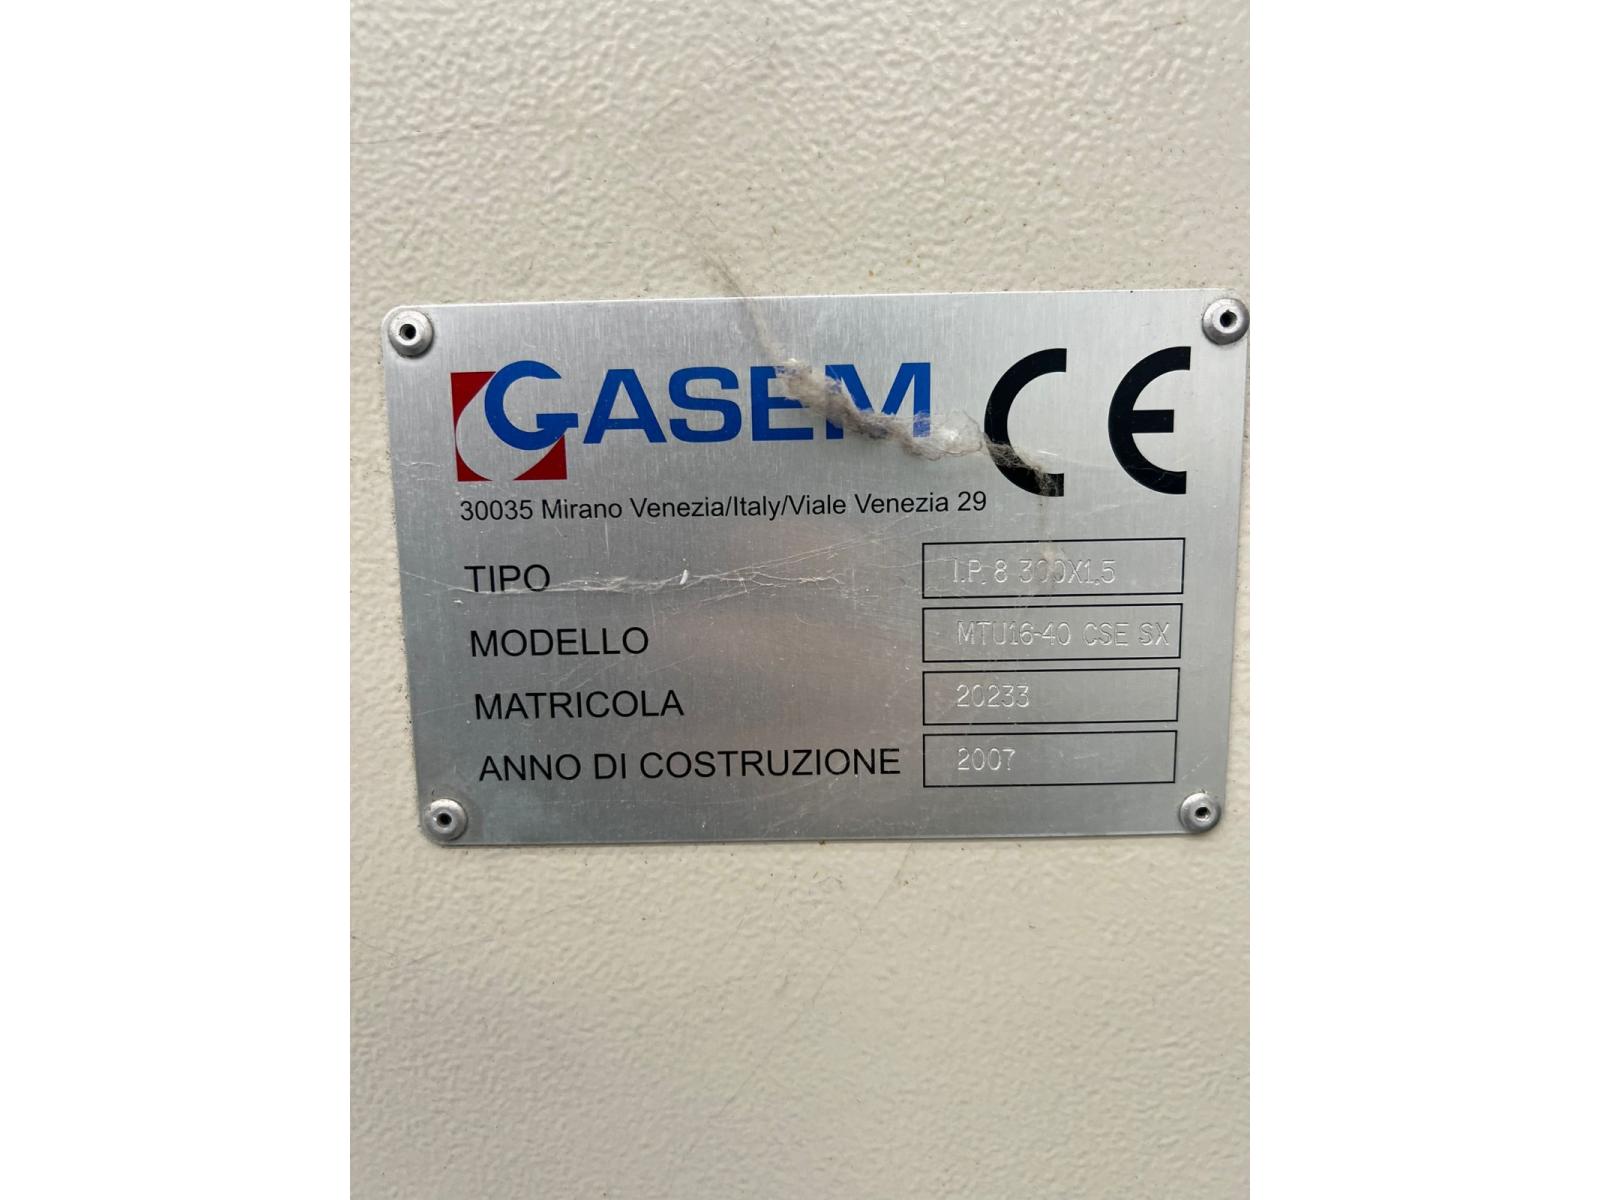 GASEM CE
30035 Mirano Venezia/Italy/Viale Venezia 29
TIPO I.P. 8 300X1,5
MODELLO MTU16-40 CSE SX
MATRICOLA 20233
ANNO DI COSTRUZIONE 2007